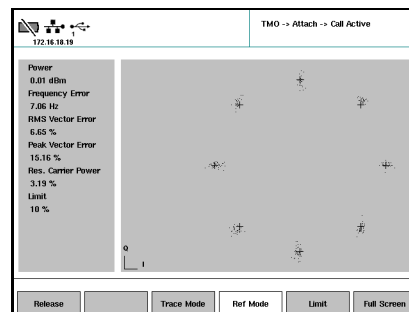 1
172.16.18.19
TMO -> Attach -> Call Active
Power
0.01 dBm
Frequency Error
7.06 Hz
RMS Vector Error
6.65 %
Peak Vector Error
15.16 %
Res. Carrier Power
3.19 %
Limit
10 %
Q
I
Release
Trace Mode
Ref Mode
Limit
Full Screen